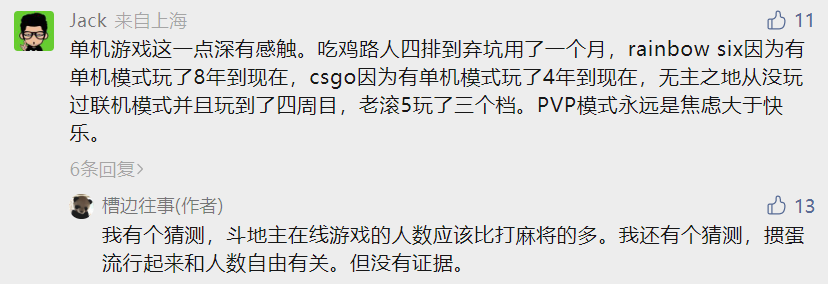 Jack 来自上海 11
单机游戏这一点深有感触。吃鸡路人四排到弃坑用了一个月，rainbow six因为有
单机模式玩了8年到现在，csgo因为有单机模式玩了4年到现在，无主之地从没玩
过联机模式并且玩到了四周目，老滚5玩了三个档。PVP模式永远是焦虑大于快
乐。
6条回复>
槽边往事(作者) 13
我有个猜测，斗地主在线游戏的人数应该比打麻将的多。我还有个猜测，掼蛋
流行起来和人数自由有关。但没有证据。